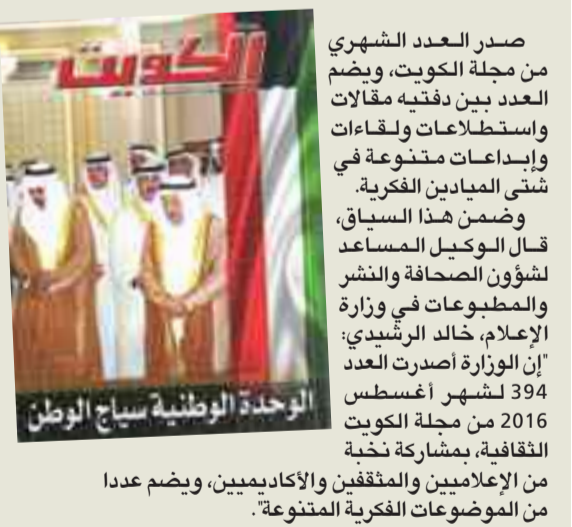 الكويت
الوحدة الوطنية سياج الوطن
صدر العدد الشهري
من مجلة الكويت، ويضم
العدد بين دفتيه مقالات
واستطلاعات ولقاءات
وإبداعات متنوعة في
شتى الميادين الفكرية.
وضمن هذا السياق،
قال الوكيل المساعد
لشؤون الصحافة والنشر
والمطبوعات في وزارة
الإعلام، خالد الرشيدي:
"إن الوزارة أصدرت العدد
394 لشهر أغسطس
2016 من مجلة الكويت
الثقافية، بمشاركة نخبة
من الإعلاميين والمثقفين والأكاديميين، ويضم عددا
من الموضوعات الفكرية المتنوعة".